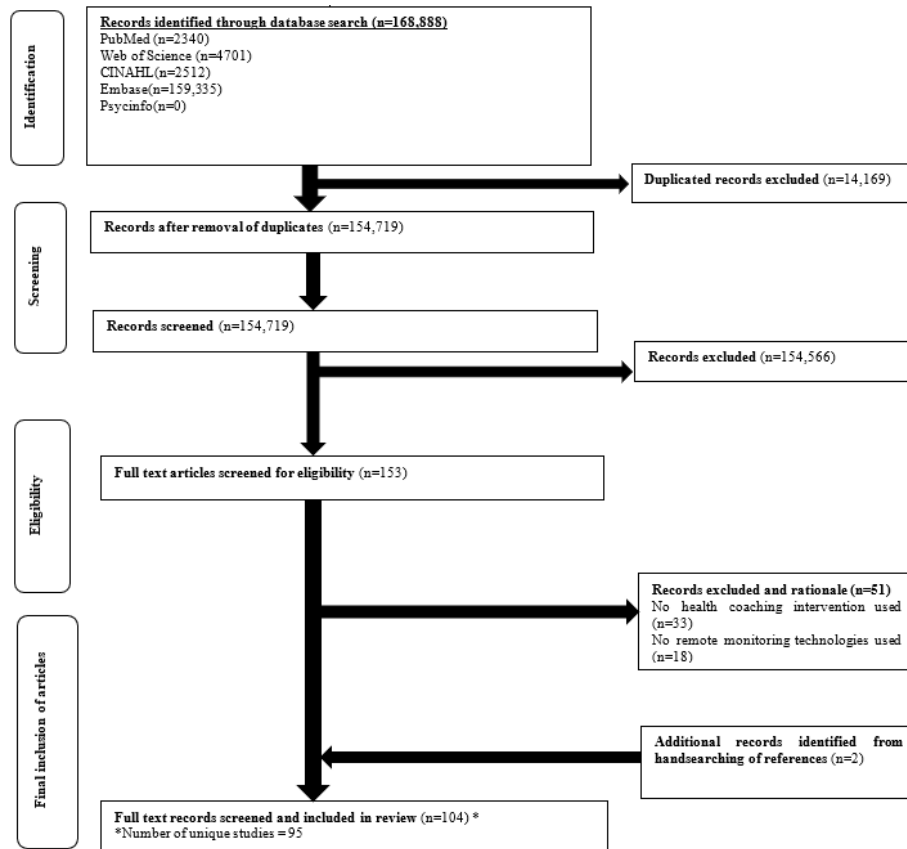 Identification
Records identified through database search (n=168,888)
PubMed (n=2340)
Web of Science (n=4701)
CINAHL(n=2512)
Embase(n=159,335)
Psycinfo(n=0)
Duplicated records excluded (n=14,169)
Screening
Records after removal of duplicates (n=154,719)
Records screened (n=154,719)
Records excluded (n=154,566)
Eligibility
Full text articles screened for eligibility (n=153)
Records excluded and rationale (n=51)
No health coaching intervention used
(n=33)
No remote monitoring technologies used
(n=18)
Final inclusion of articles
Additional records identified from
handsearching of references (n=2)
Full text records screened and included in review (n=104) *
*Number of unique studies = 95